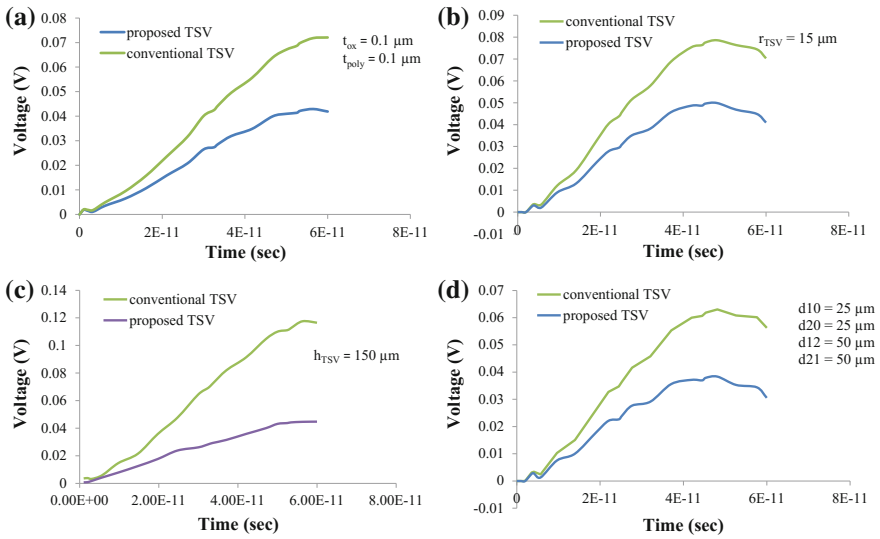 (a)
proposed TSV
conventional TSV
t_ox = 0.1 µm
t_poly = 0.1 µm
Voltage (V)
0.08
0.07
0.06
0.05
0.04
0.03
0.02
0.01
0
0
2E-11
4E-11
6E-11
8E-11
Time (sec)
(b)
conventional TSV
proposed TSV
r_TSV = 15 µm
Voltage (V)
0.09
0.08
0.07
0.06
0.05
0.04
0.03
0.02
0.01
0
-0.01
0
2E-11
4E-11
6E-11
8E-11
Time (sec)
(c)
conventional TSV
proposed TSV
h_TSV = 150 µm
Voltage (V)
0.14
0.12
0.1
0.08
0.06
0.04
0.02
0
0.00E+00
2.00E-11
4.00E-11
6.00E-11
8.00E-11
Time (sec)
(d)
conventional TSV
proposed TSV
d10 = 25 µm
d20 = 25 µm
d12 = 50 µm
d21 = 50 µm
Voltage (V)
0.07
0.06
0.05
0.04
0.03
0.02
0.01
0
-0.01
0
2E-11
4E-11
6E-11
8E-11
Time (sec)